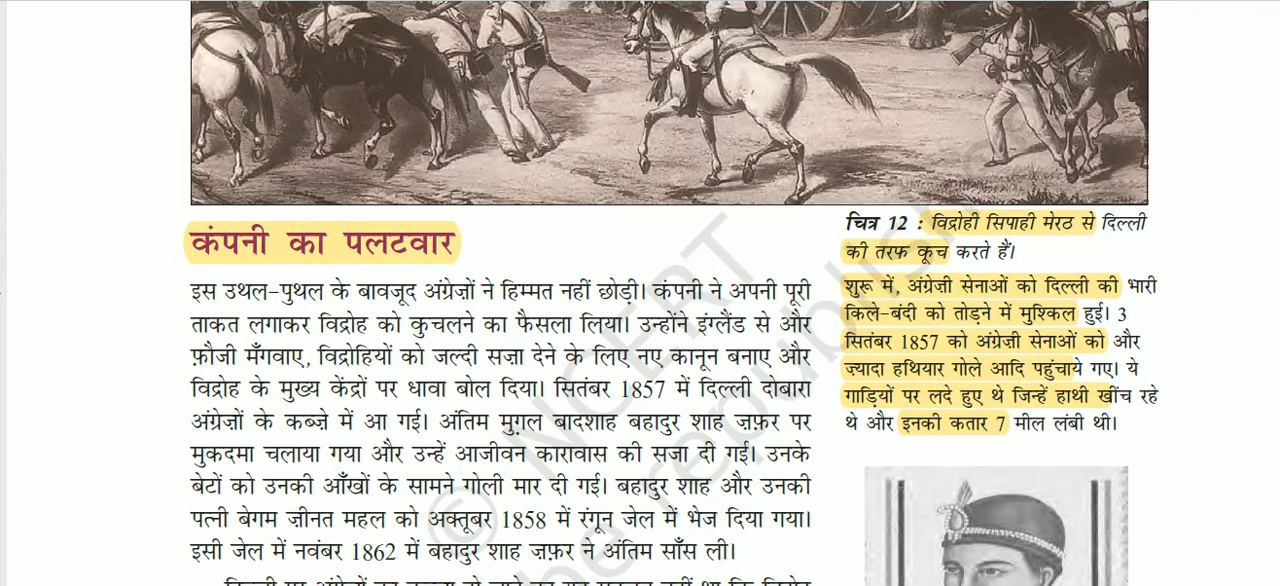 कंपनी का पलटवार
इस उथल-पुथल के बावजूद अंग्रेजों ने हिम्मत नहीं छोड़ी। कंपनी ने अपनी पूरी
ताकत लगाकर विद्रोह को कुचलने का फैसला लिया। उन्होंने इंग्लैंड से और
फ़ौजी मँगवाए, विद्रोहियों को जल्दी सज़ा देने के लिए नए कानून बनाए और
विद्रोह के मुख्य केंद्रों पर धावा बोल दिया। सितंबर 1857 में दिल्ली दोबारा
अंग्रेजों के कब्ज़े में आ गई। अंतिम मुग़ल बादशाह बहादुर शाह ज़फ़र पर
मुकदमा चलाया गया और उन्हें आजीवन कारावास की सज़ा दी गई। उनके
बेटों को उनकी आँखों के सामने गोली मार दी गई। बहादुर शाह और उनकी
पत्नी बेगम ज़ीनत महल को अक्तूबर 1858 में रंगून जेल में भेज दिया गया।
इसी जेल में नवंबर 1862 में बहादुर शाह ज़फ़र ने अंतिम साँस ली।
चित्र 12 : विद्रोही सिपाही मेरठ से दिल्ली
की तरफ कूच करते हैं।
शुरू में, अंग्रेज़ी सेनाओं को दिल्ली की भारी
किले-बंदी को तोड़ने में मुश्किल हुई। 3
सितंबर 1857 को अंग्रेज़ी सेनाओं को और
ज्यादा हथियार गोले आदि पहुंचाये गए। ये
गाड़ियों पर लदे हुए थे जिन्हें हाथी खींच रहे
थे और इनकी कतार 7 मील लंबी थी।
© NCERT
be republished